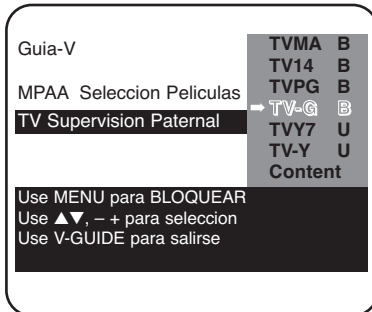 Guia-V
MPAA Seleccion Peliculas
TV Supervision Paternal
TVMA B
TV14 B
TVPG B
➡ TV-G B
TVY7 U
TV-Y U
Content
Use MENU para BLOQUEAR
Use ▲▼, – + para seleccion
Use V-GUIDE para salirse